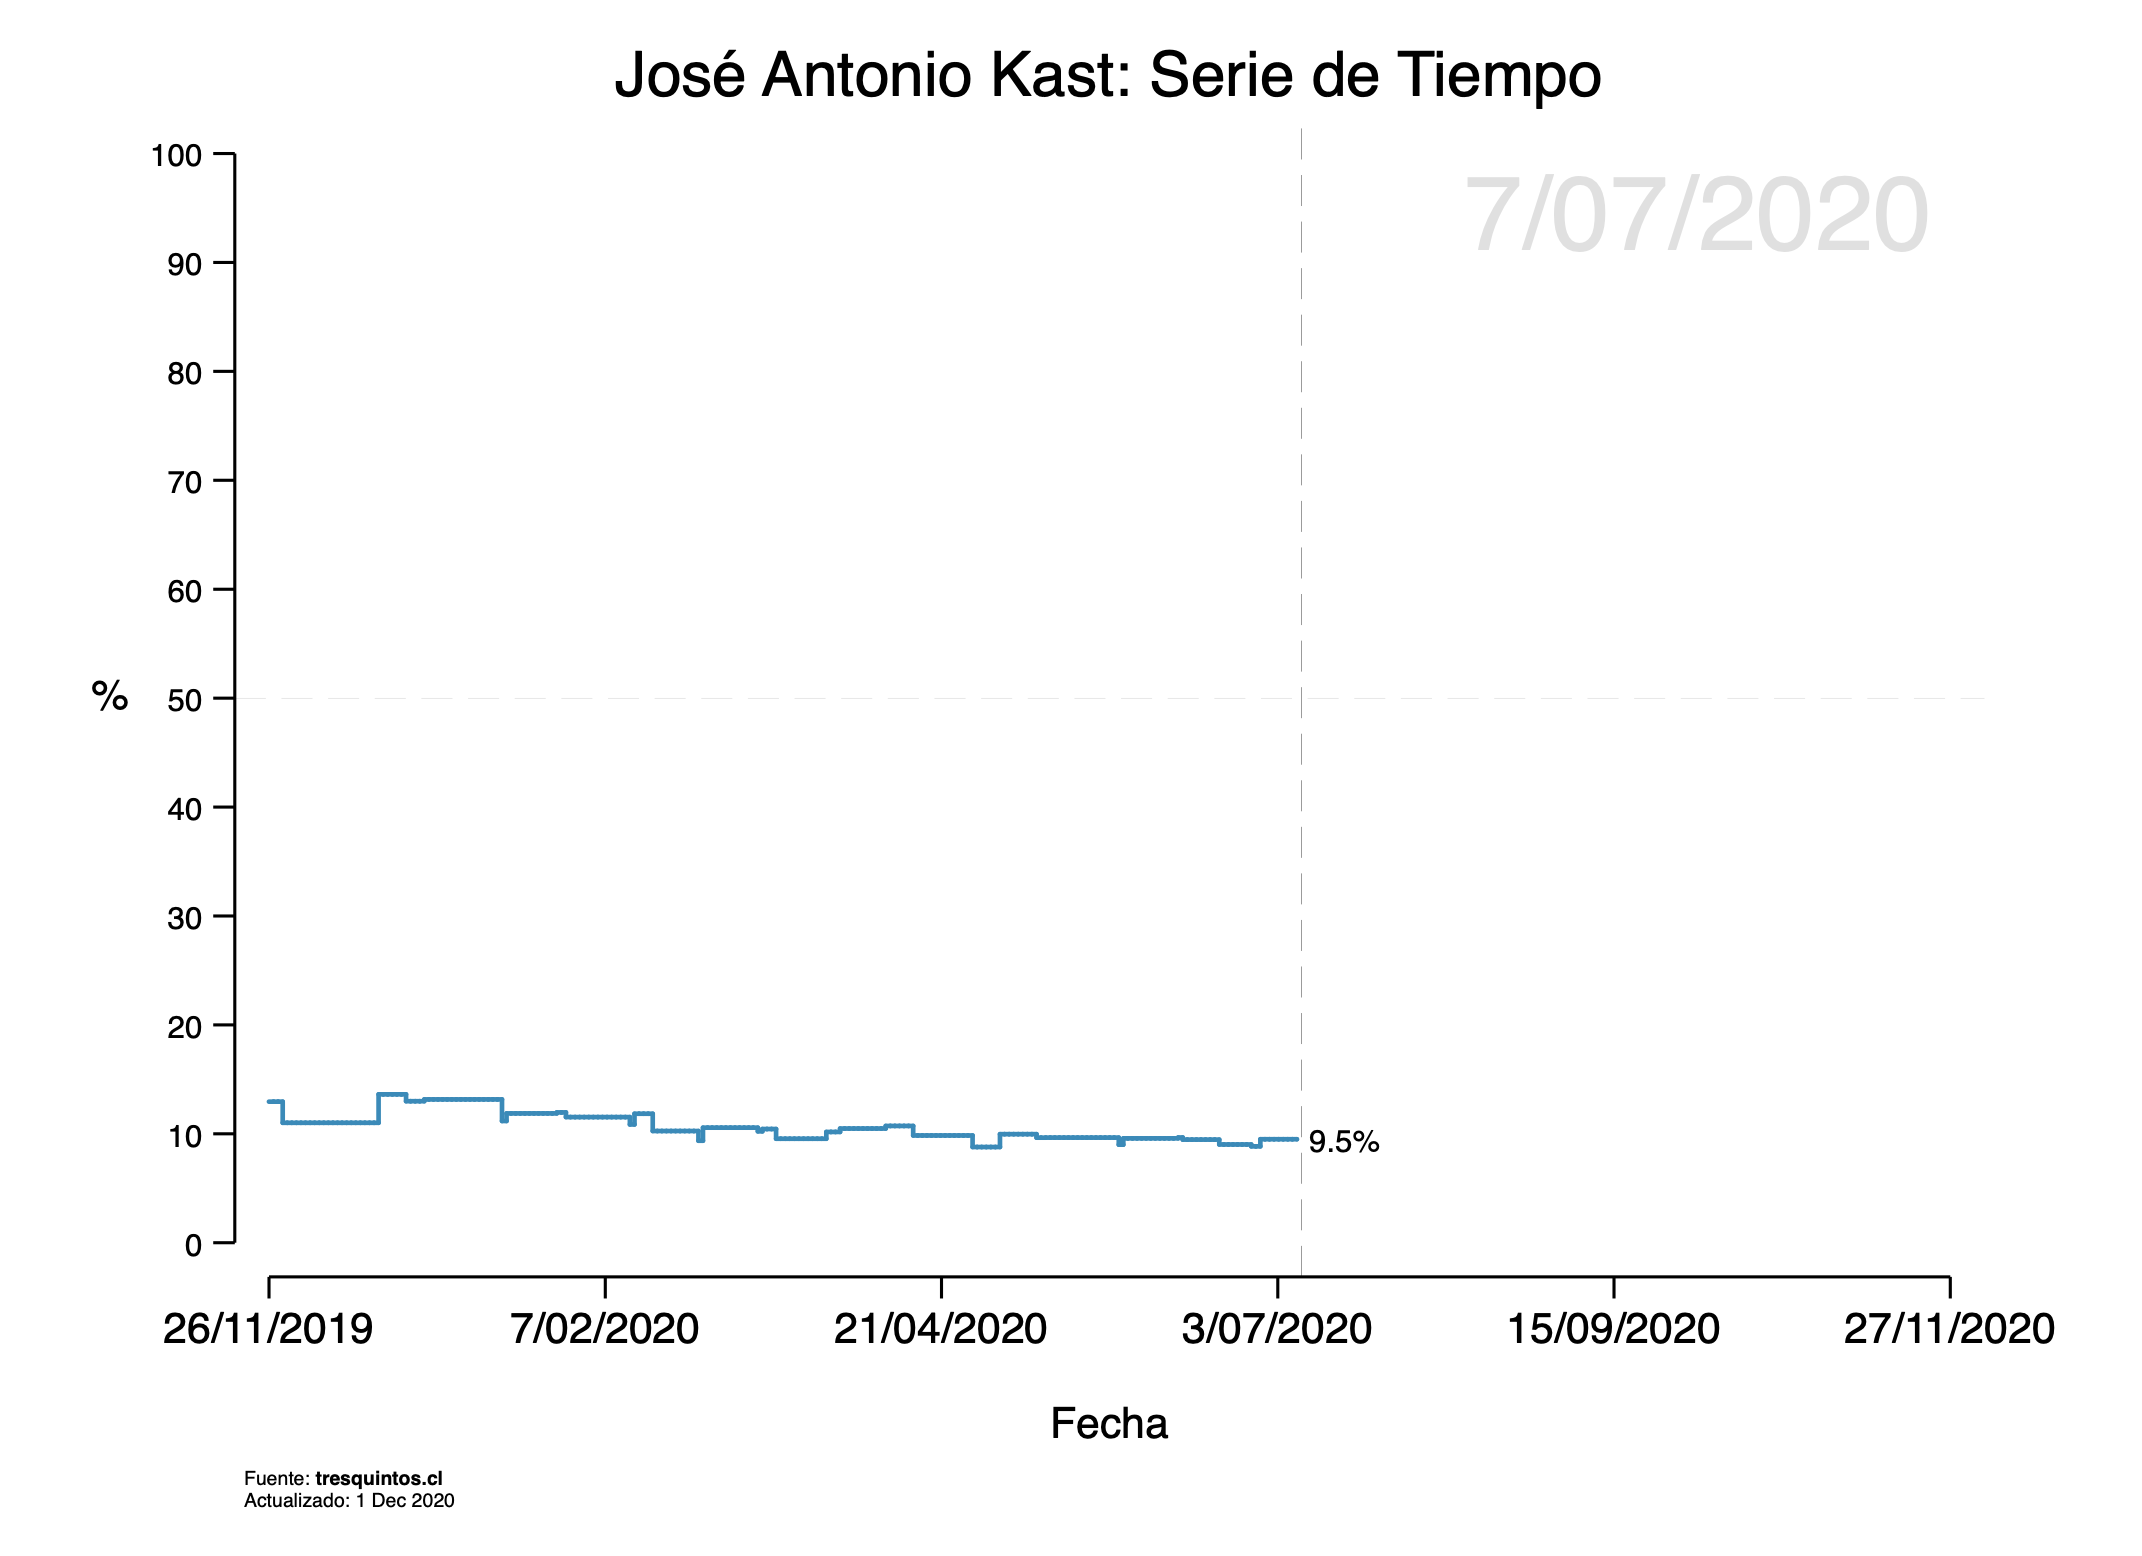 José Antonio Kast: Serie de Tiempo
7/07/2020
100
90
80
70
60
50
40
30
20
10
0
%
9.5%
26/11/2019 7/02/2020 21/04/2020 3/07/2020 15/09/2020 27/11/2020
Fecha
Fuente: tresquintos.cl
Actualizado: 1 Dec 2020